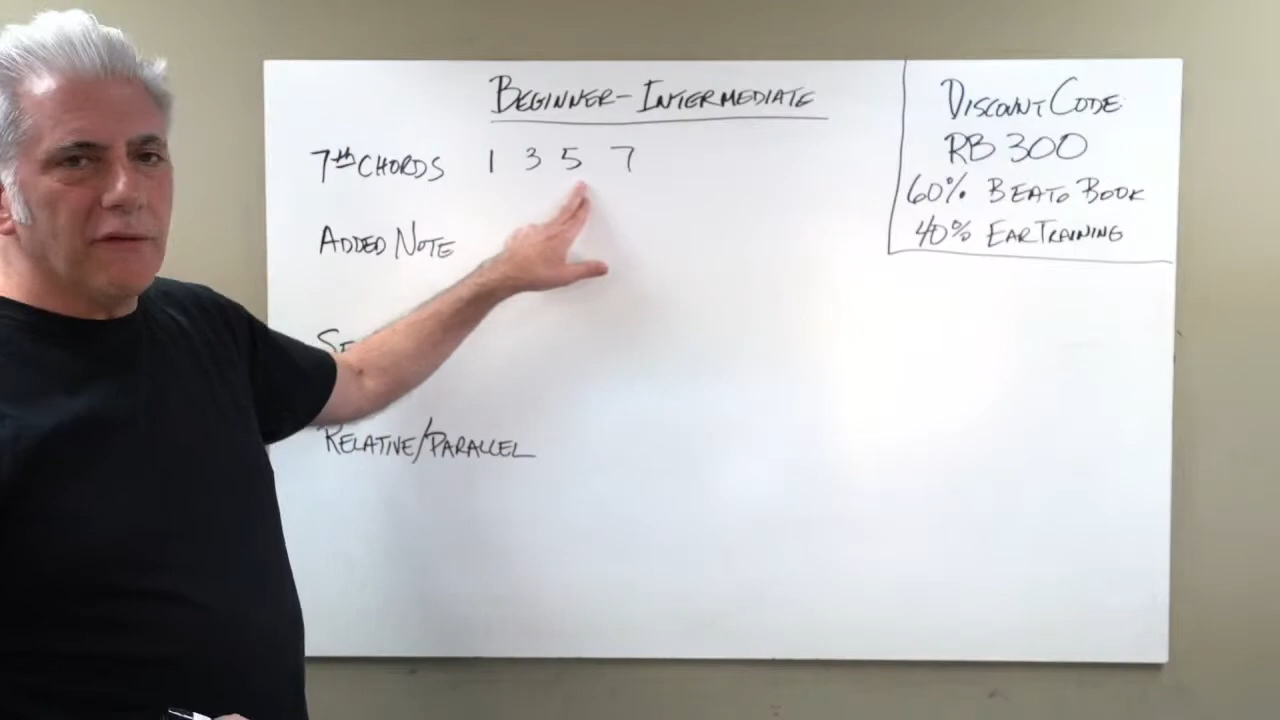 BEGINNER-INTERMEDIATE
7th CHORDS 1 3 5 7
ADDED NOTE
RELATIVE/PARALLEL
DISCOUNT CODE
RB 300
60% BEATO BOOK
40% EAR TRAINING